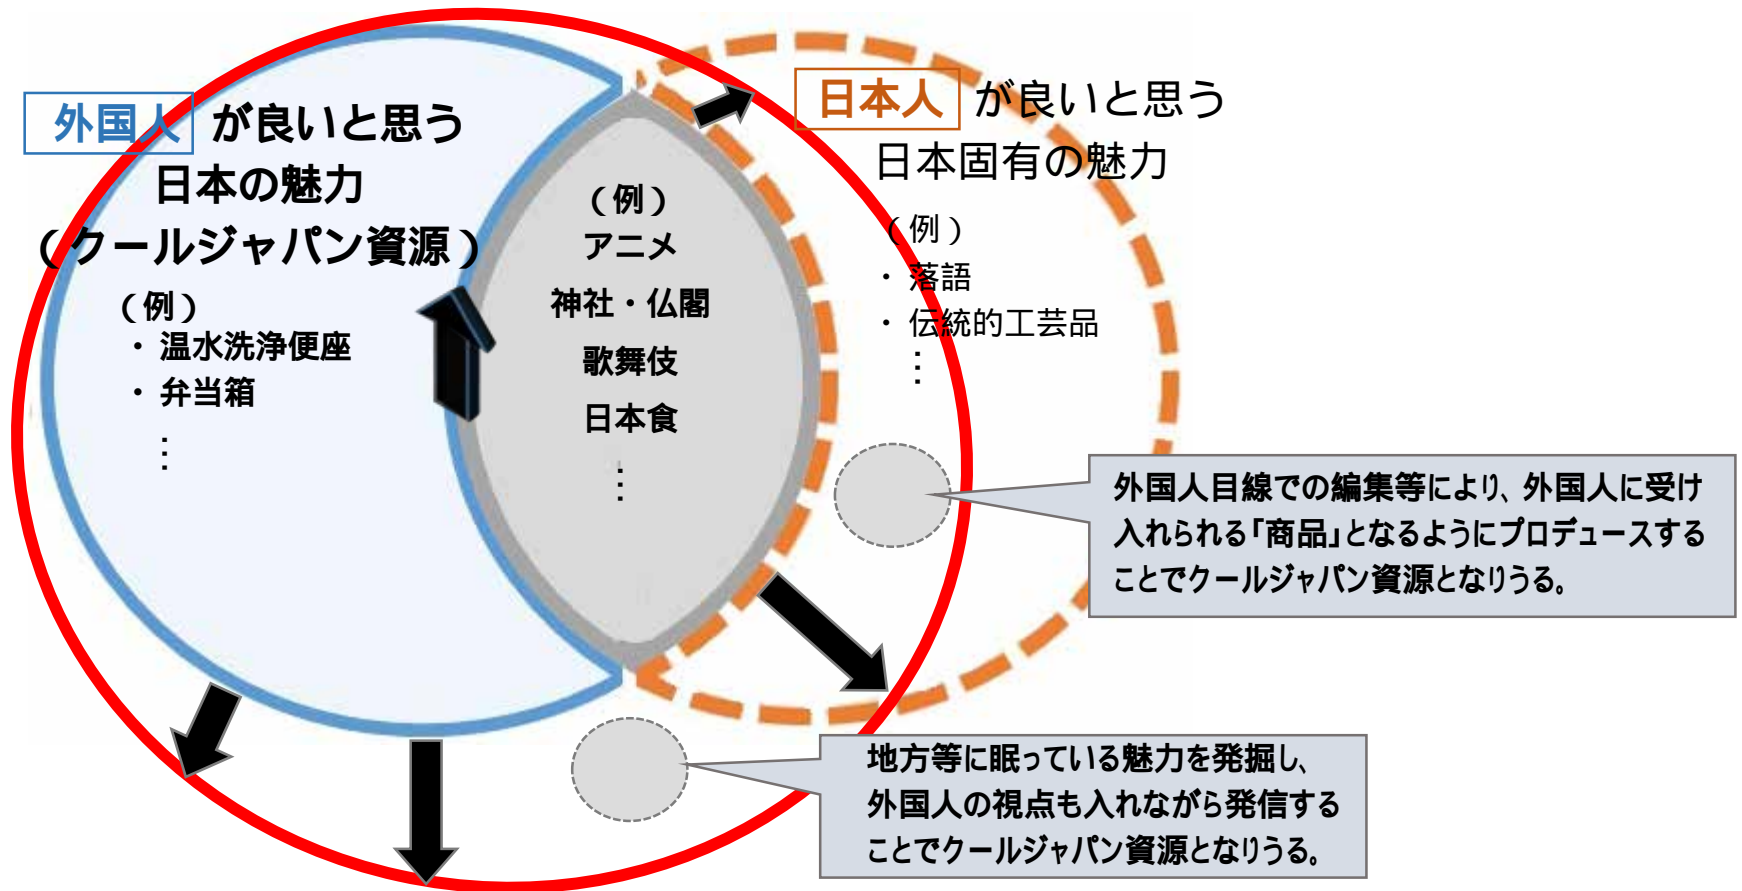 外国人が良いと思う
日本の魅力
（クールジャパン資源）
（例）
・ 温水洗浄便座
・ 弁当箱
…
（例）
アニメ
神社・仏閣
歌舞伎
日本食
…
日本人が良いと思う
日本固有の魅力
（例）
・ 落語
・ 伝統的工芸品
…
外国人目線での編集等により、外国人に受け
入れられる「商品」となるようにプロデュースする
ことでクールジャパン資源となりうる。
地方等に眠っている魅力を発掘し、
外国人の視点も入れながら発信する
ことでクールジャパン資源となりうる。